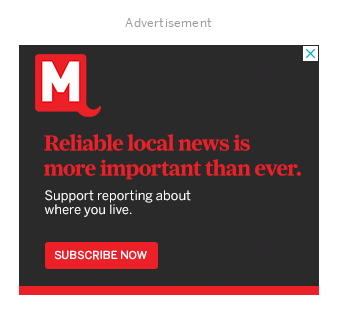 Advertisement
M
Reliable local news is
more important than ever.
Support reporting about
where you live.
SUBSCRIBE NOW